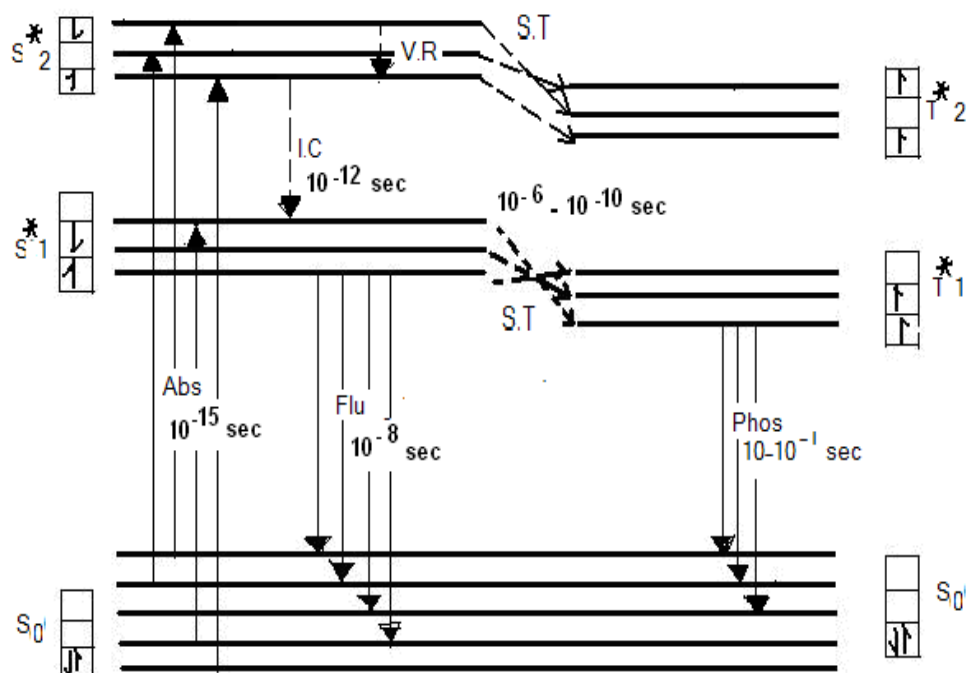 S*2
V.R
S.T
T*2
I.C
10-12 sec
10-6 - 10-10 sec
S*1
T*1
S.T
Abs
10-15 sec
Flu
10-8 sec
Phos
10-10-1 sec
S0
S0